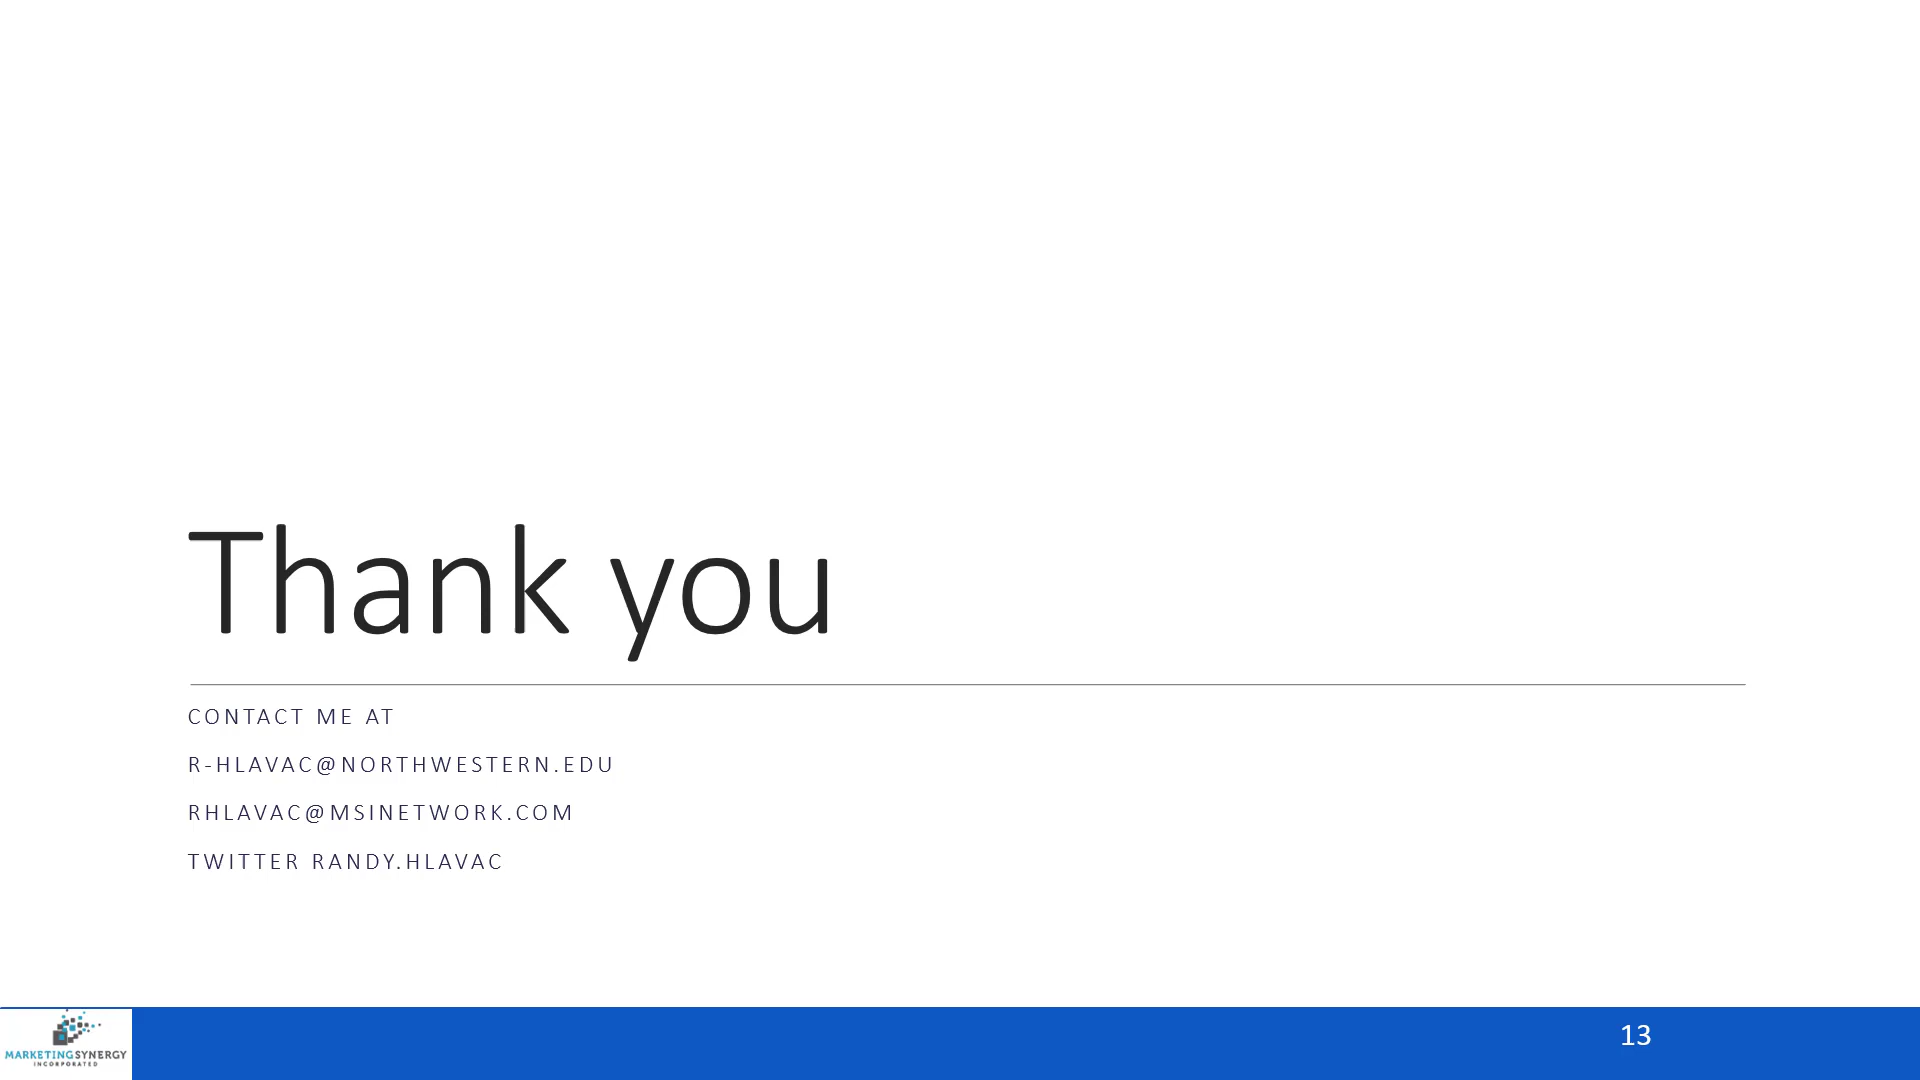 Thank you
CONTACT ME AT
R-HLAVAC@NORTHWESTERN.EDU
RHLAVAC@MSINETWORK.COM
TWITTER RANDY.HLAVAC
MARKETINGSYNERGY
INCORPORATED
13